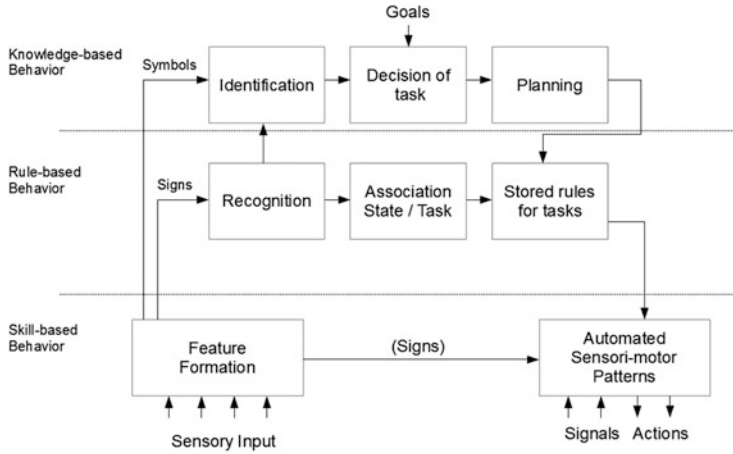 Goals
Knowledge-based
Behavior
Symbols
Identification
Decision of
task
Planning
Rule-based
Behavior
Signs
Recognition
Association
State / Task
Stored rules
for tasks
Skill-based
Behavior
Feature
Formation
(Signs)
Automated
Sensori-motor
Patterns
Sensory Input
Signals
Actions